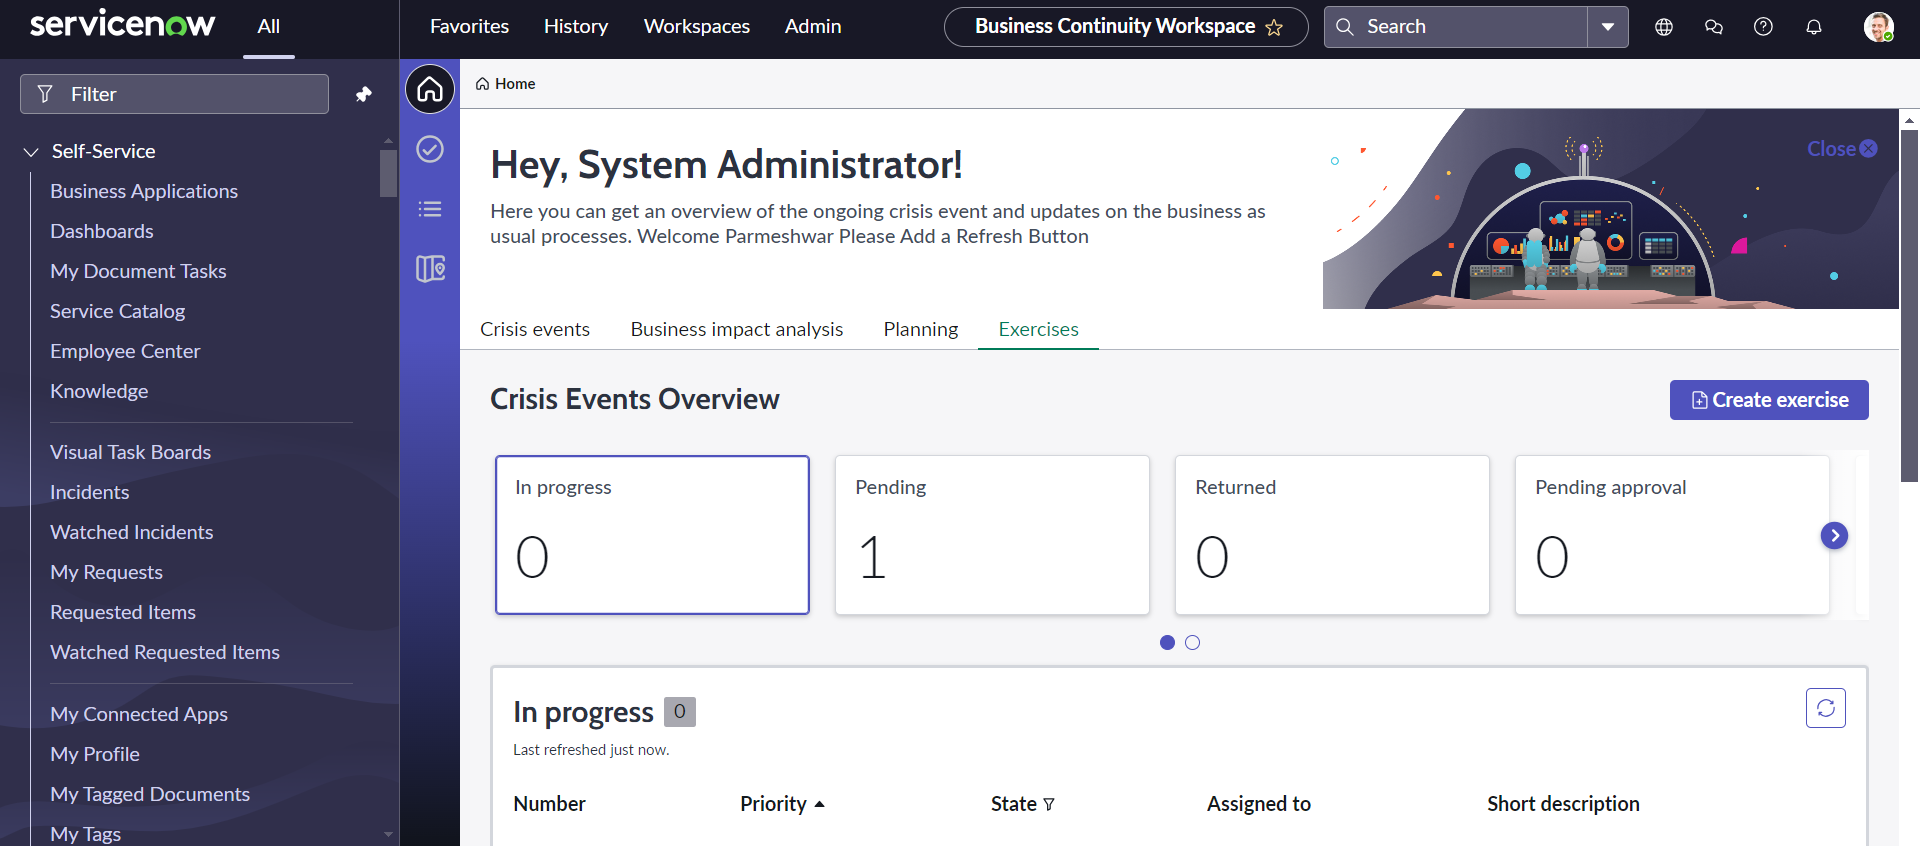 servicenow
All
Favorites
History
Workspaces
Admin
Business Continuity Workspace
Search
Filter
Self-Service
Business Applications
Dashboards
My Document Tasks
Service Catalog
Employee Center
Knowledge
Visual Task Boards
Incidents
Watched Incidents
My Requests
Requested Items
Watched Requested Items
My Connected Apps
My Profile
My Tagged Documents
My Tags
Home
Hey, System Administrator!
Here you can get an overview of the ongoing crisis event and updates on the business as
usual processes. Welcome Parmeshwar Please Add a Refresh Button
Close
Crisis events
Business impact analysis
Planning
Exercises
Crisis Events Overview
Create exercise
In progress
0
Pending
1
Returned
0
Pending approval
0
In progress 0
Last refreshed just now.
Number
Priority
State
Assigned to
Short description